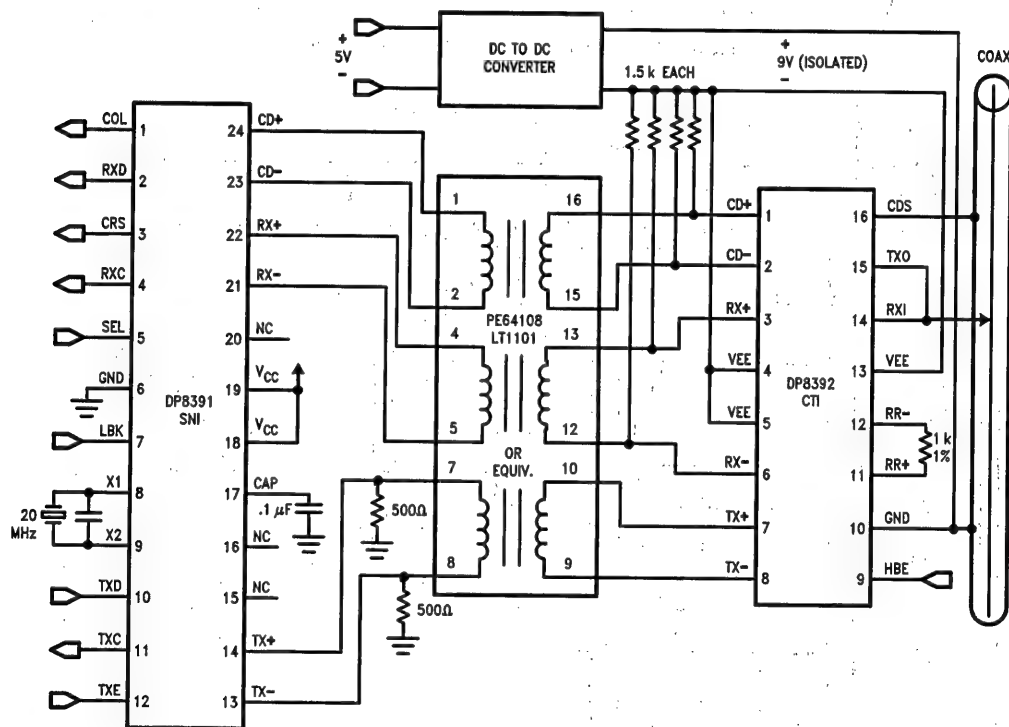 +
5V
-
DC TO DC
CONVERTER
+
9V (ISOLATED)
-
1.5 k EACH
COAX
COL 1
RXD 2
CRS 3
RXC 4
SEL 5
GND 6
LBK 7
X1 8
X2 9
TXD 10
TXC 11
TXE 12
20
MHz
DP8391
SNI
24 CD+
23 CD-
22 RX+
21 RX-
20 NC
19 VCC
18 VCC
17 CAP
.1 μF
16 NC
15 NC
14 TX+
13 TX-
500Ω
500Ω
1 16
2 15
PE64108
LT1101
4 13
5 12
OR
EQUIV.
7 10
8 9
CD+ 1
CD- 2
RX+ 3
VEE 4
VEE 5
RX- 6
TX+ 7
TX- 8
DP8392
CTI
16 CDS
15 TXO
14 RXI
13 VEE
12 RR-
1 k
1%
11 RR+
10 GND
9 HBE